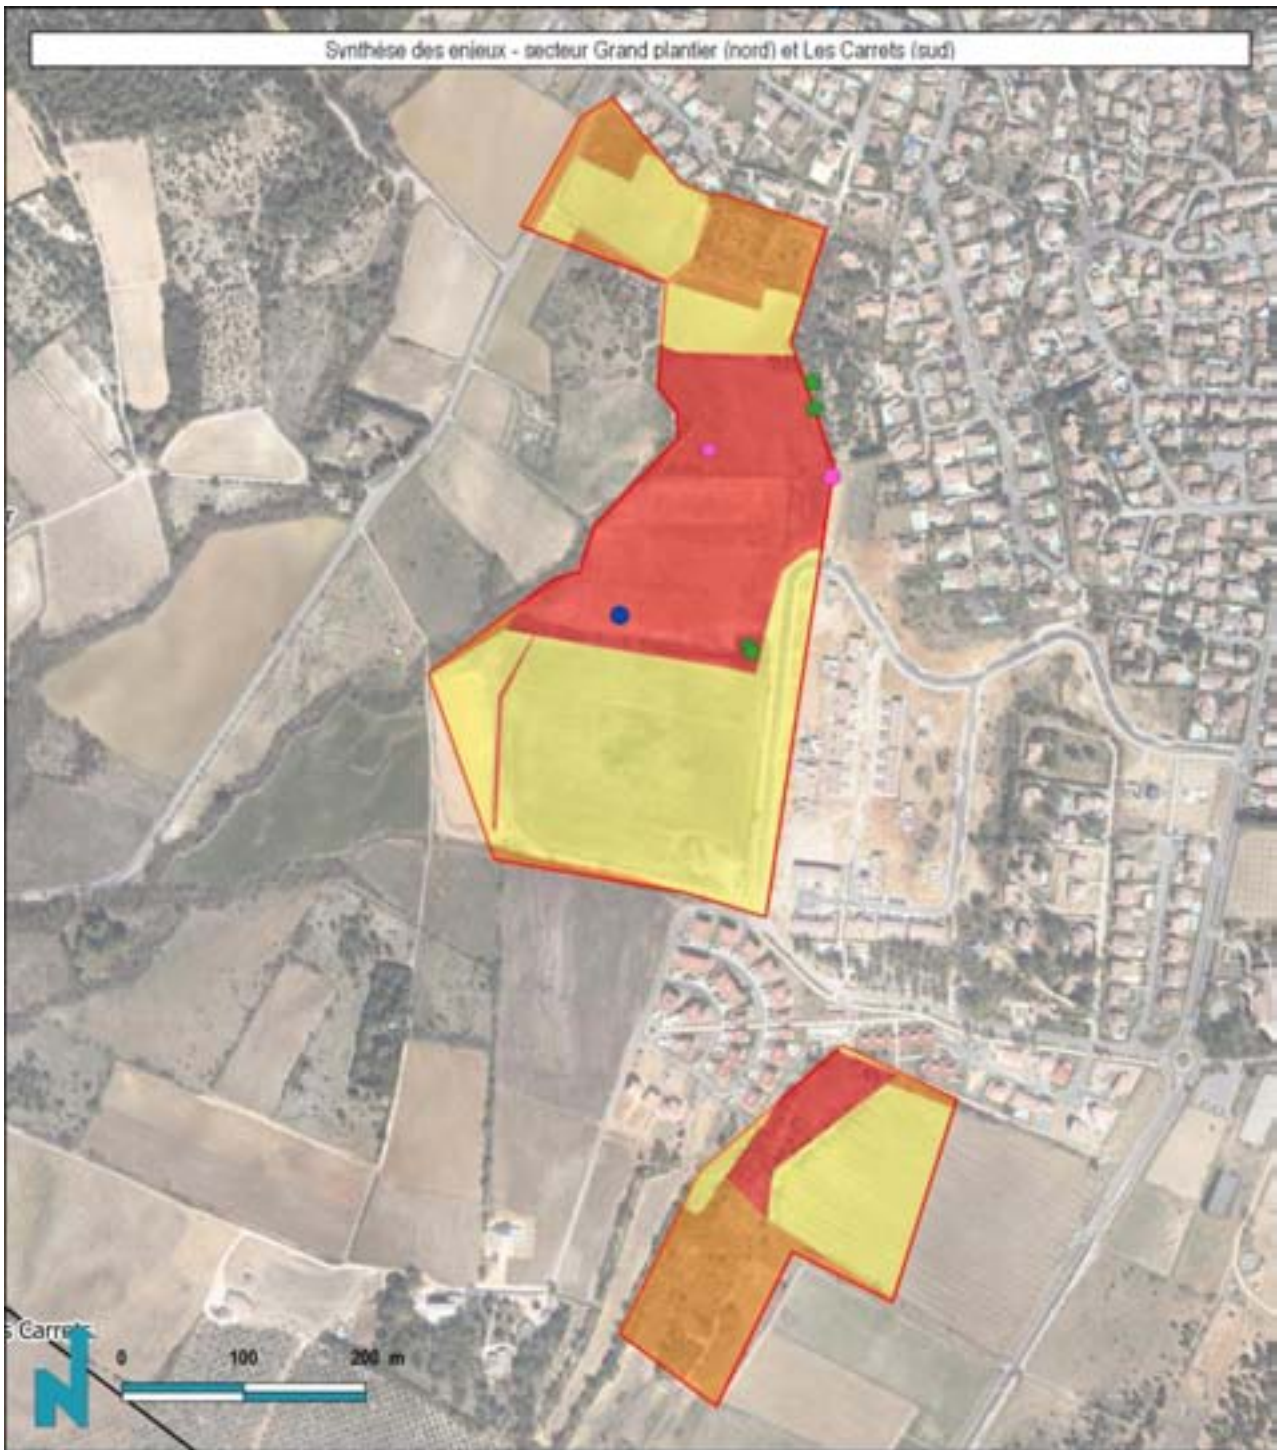 Synthèse des enjeux - secteur Grand plantier (nord) et Les Carrets (sud)
s Carrets
0 100 200 m
N